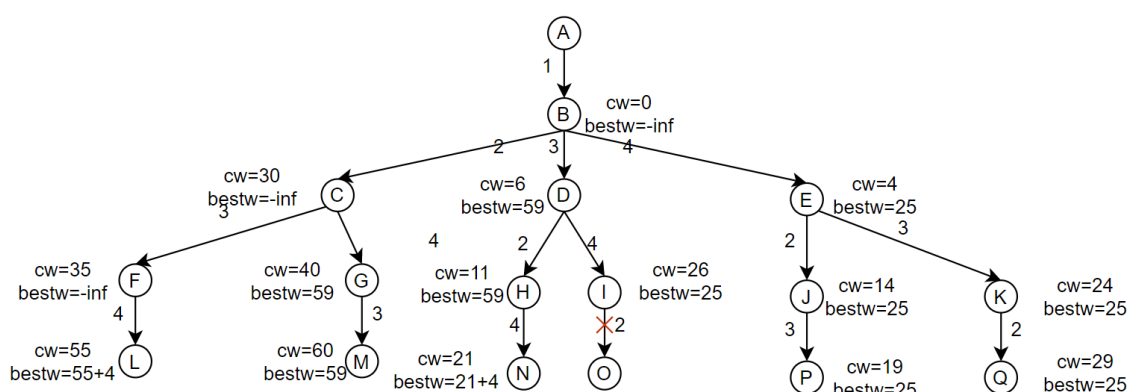 A
1
cw=0
B
bestw=-inf
2
3
4
cw=30
bestw=-inf
C
cw=6
bestw=59
D
E
cw=4
bestw=25
3
4
2
4
2
3
cw=35
bestw=-inf
F
cw=40
bestw=59
G
cw=11
bestw=59
H
I
cw=26
bestw=25
J
cw=14
bestw=25
K
cw=24
bestw=25
4
3
4
2
3
2
cw=55
bestw=55+4
L
cw=60
bestw=59
M
cw=21
bestw=21+4
N
O
P
cw=19
bestw=25
Q
cw=29
bestw=25